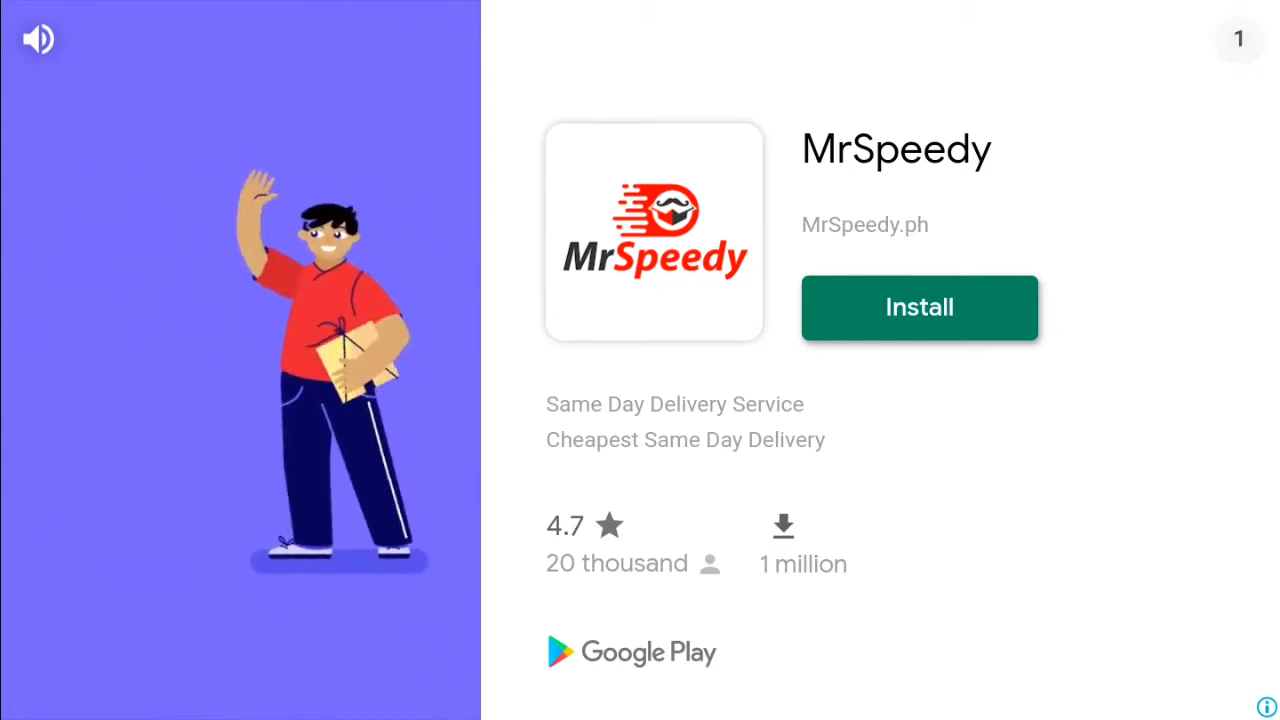 1
MrSpeedy
MrSpeedy
MrSpeedy.ph
Install
Same Day Delivery Service
Cheapest Same Day Delivery
4.7
20 thousand
1 million
Google Play